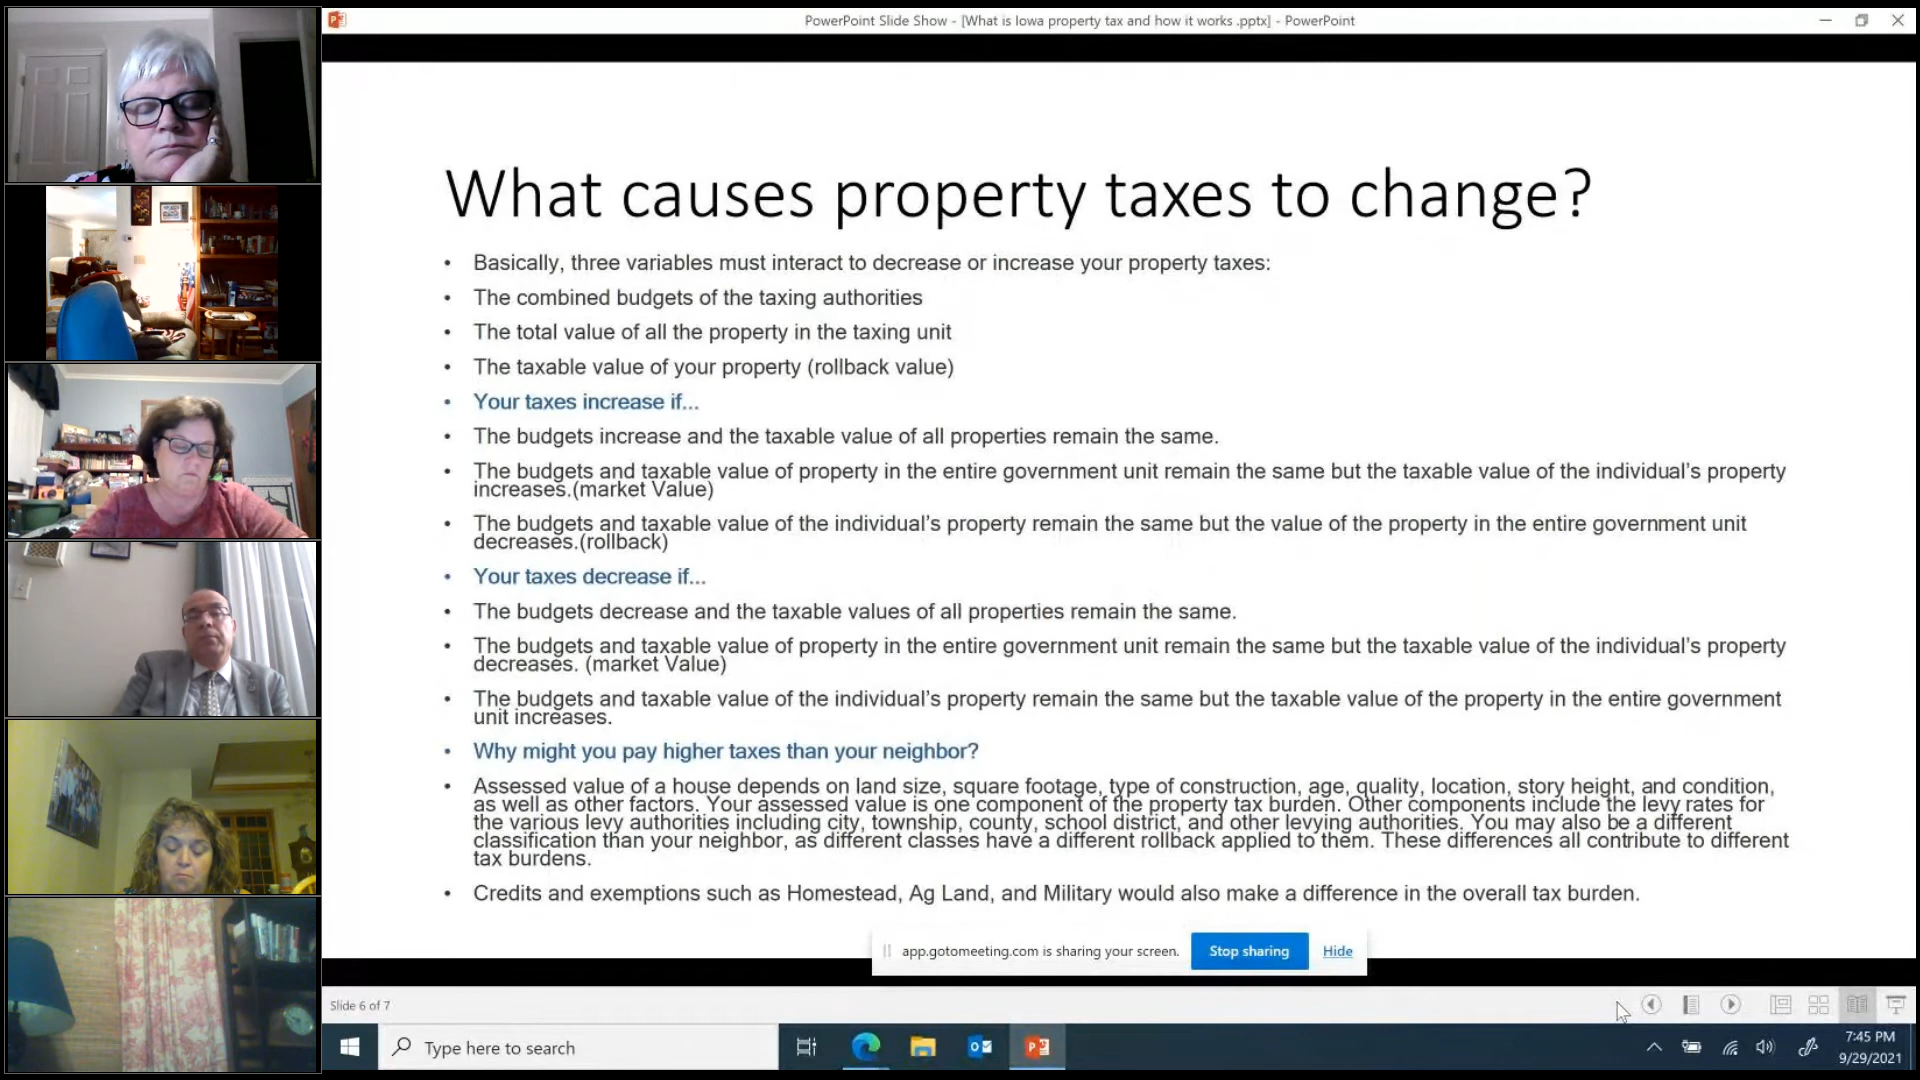 PowerPoint Slide Show - [What is Iowa property tax and how it works .pptx] - PowerPoint
What causes property taxes to change?
• Basically, three variables must interact to decrease or increase your property taxes:
• The combined budgets of the taxing authorities
• The total value of all the property in the taxing unit
• The taxable value of your property (rollback value)
• Your taxes increase if...
• The budgets increase and the taxable value of all properties remain the same.
• The budgets and taxable value of property in the entire government unit remain the same but the taxable value of the individual's property
increases.(market Value)
• The budgets and taxable value of the individual's property remain the same but the value of the property in the entire government unit
decreases.(rollback)
• Your taxes decrease if...
• The budgets decrease and the taxable values of all properties remain the same.
• The budgets and taxable value of property in the entire government unit remain the same but the taxable value of the individual's property
decreases. (market Value)
• The budgets and taxable value of the individual's property remain the same but the taxable value of the property in the entire government
unit increases.
• Why might you pay higher taxes than your neighbor?
• Assessed value of a house depends on land size, square footage, type of construction, age, quality, location, story height, and condition,
as well as other factors. Your assessed value is one component of the property tax burden. Other components include the levy rates for
the various levy authorities including city, township, county, school district, and other levying authorities. You may also be a different
classification than your neighbor, as different classes have a different rollback applied to them. These differences all contribute to different
tax burdens.
• Credits and exemptions such as Homestead, Ag Land, and Military would also make a difference in the overall tax burden.
app.gotomeeting.com is sharing your screen. Stop sharing Hide
Slide 6 of 7
Type here to search
7:45 PM
9/29/2021